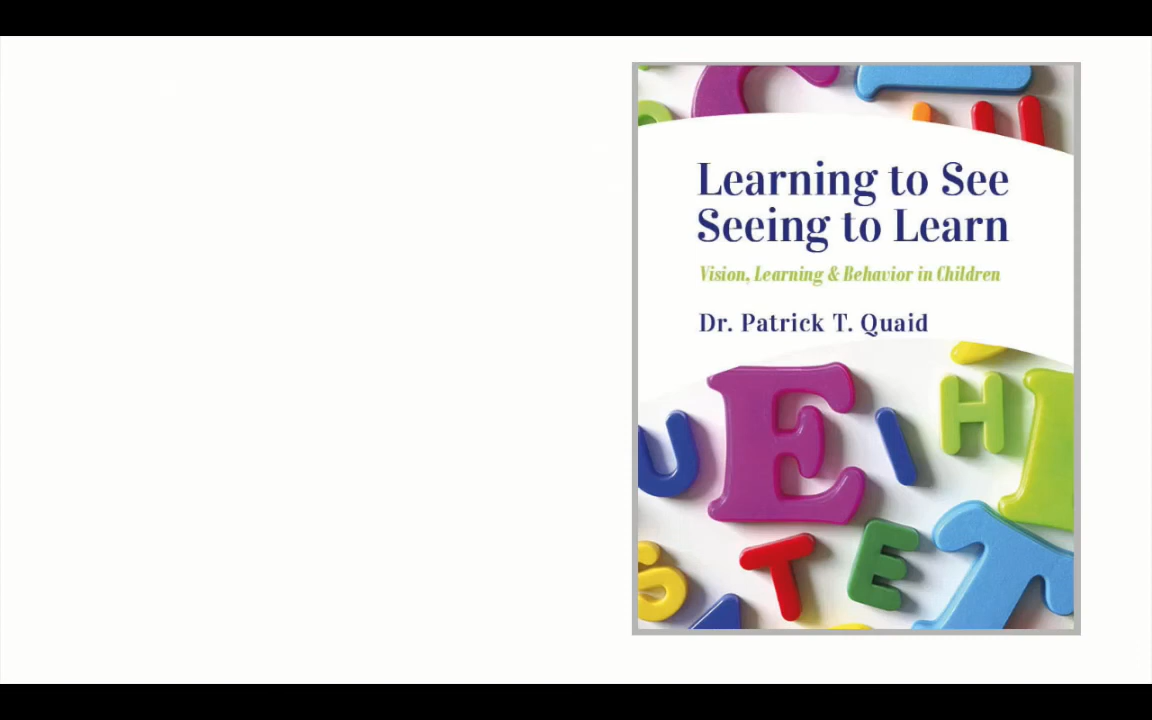 Learning to See
Seeing to Learn
Vision, Learning & Behavior in Children
Dr. Patrick T. Quaid
U E I H
S T E T